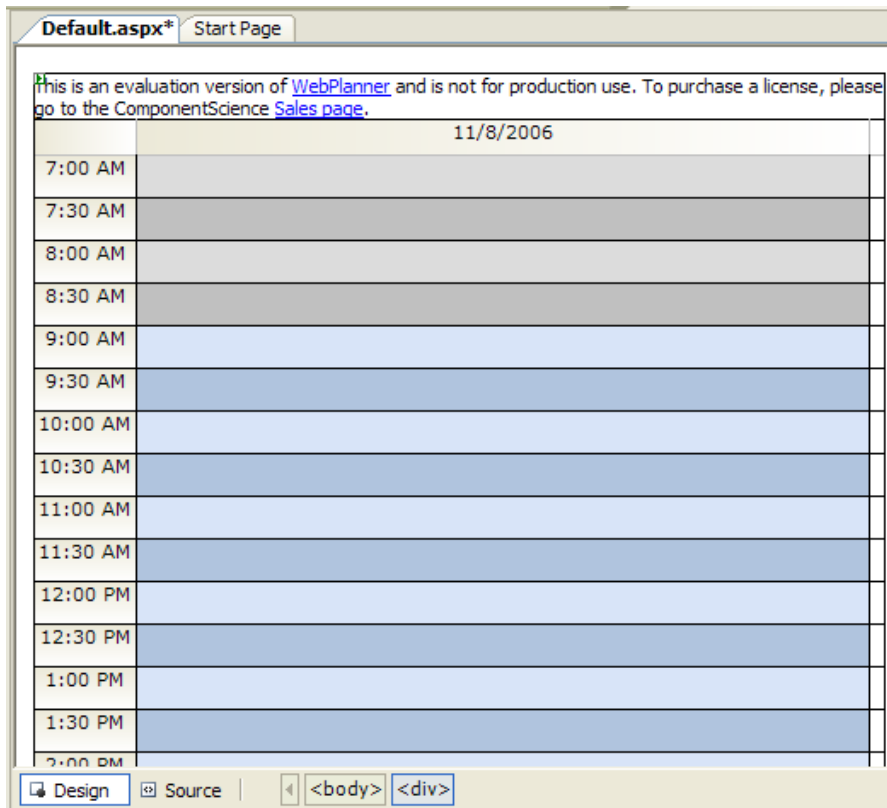 Default.aspx* Start Page
This is an evaluation version of WebPlanner and is not for production use. To purchase a license, please
go to the ComponentScience Sales page.
11/8/2006
7:00 AM
7:30 AM
8:00 AM
8:30 AM
9:00 AM
9:30 AM
10:00 AM
10:30 AM
11:00 AM
11:30 AM
12:00 PM
12:30 PM
1:00 PM
1:30 PM
2:00 PM
Design Source <body> <div>